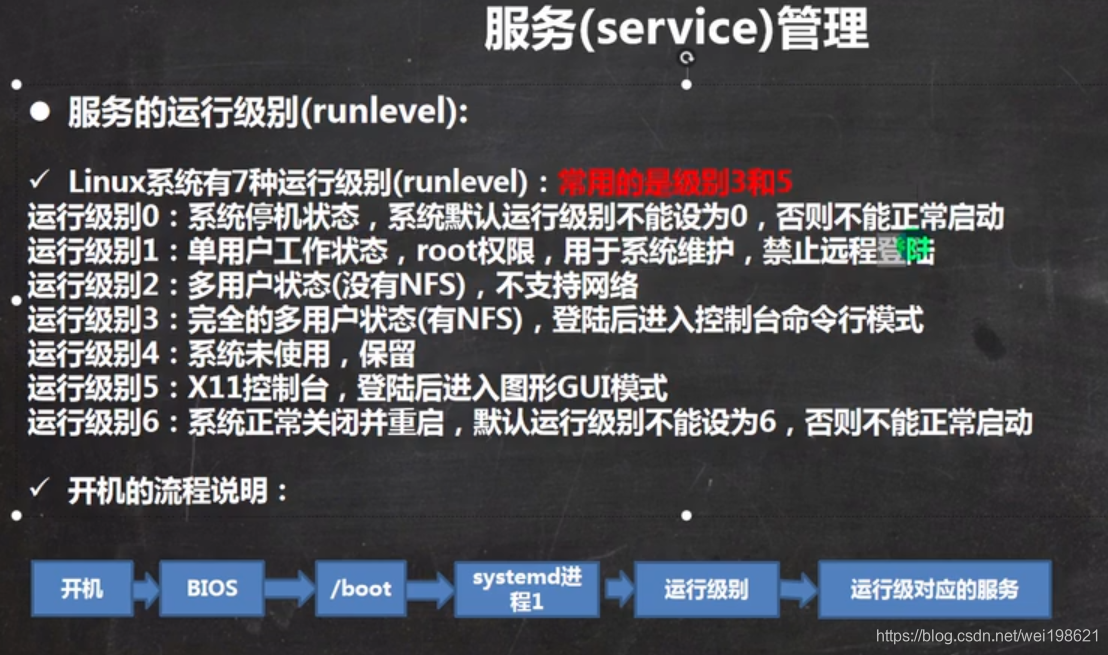 服务(service)管理
● 服务的运行级别(runlevel):
✓ Linux系统有7种运行级别(runlevel)：常用的是级别3和5
运行级别0：系统停机状态，系统默认运行级别不能设为0，否则不能正常启动
运行级别1：单用户工作状态，root权限，用于系统维护，禁止远程登陆
运行级别2：多用户状态(没有NFS)，不支持网络
运行级别3：完全的多用户状态(有NFS)，登陆后进入控制台命令行模式
运行级别4：系统未使用，保留
运行级别5：X11控制台，登陆后进入图形GUI模式
运行级别6：系统正常关闭并重启，默认运行级别不能设为6，否则不能正常启动
✓ 开机的流程说明：
开机
BIOS
/boot
systemd进
程1
运行级别
运行级对应的服务
https://blog.csdn.net/wei198621